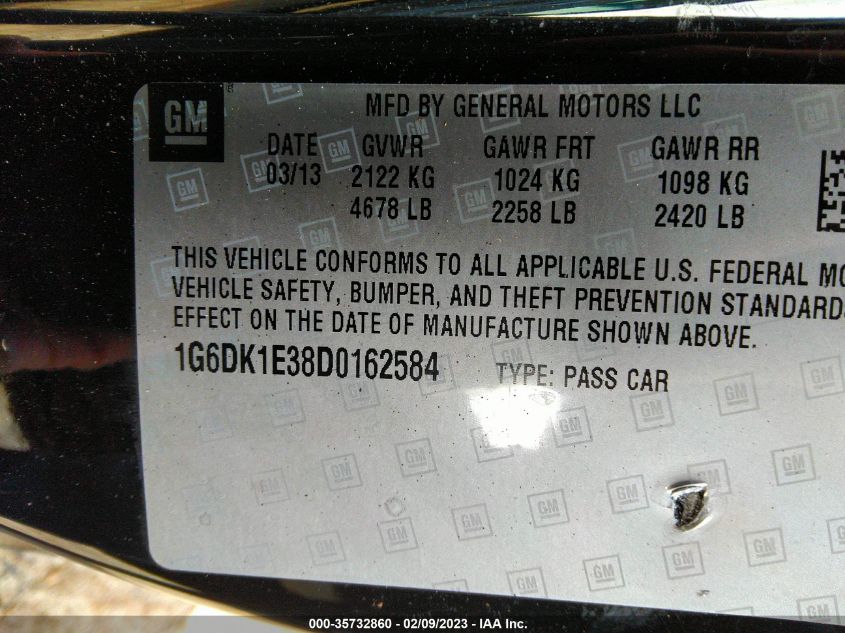 GM
MFD BY GENERAL MOTORS LLC
DATE GVWR GAWR FRT GAWR RR
03/13 2122 KG 1024 KG 1098 KG
4678 LB 2258 LB 2420 LB
THIS VEHICLE CONFORMS TO ALL APPLICABLE U.S. FEDERAL MO
VEHICLE SAFETY, BUMPER, AND THEFT PREVENTION STANDARDS
EFFECT ON THE DATE OF MANUFACTURE SHOWN ABOVE.
1G6DK1E38D0162584 TYPE: PASS CAR
000-35732860 - 02/09/2023 - IAA Inc.